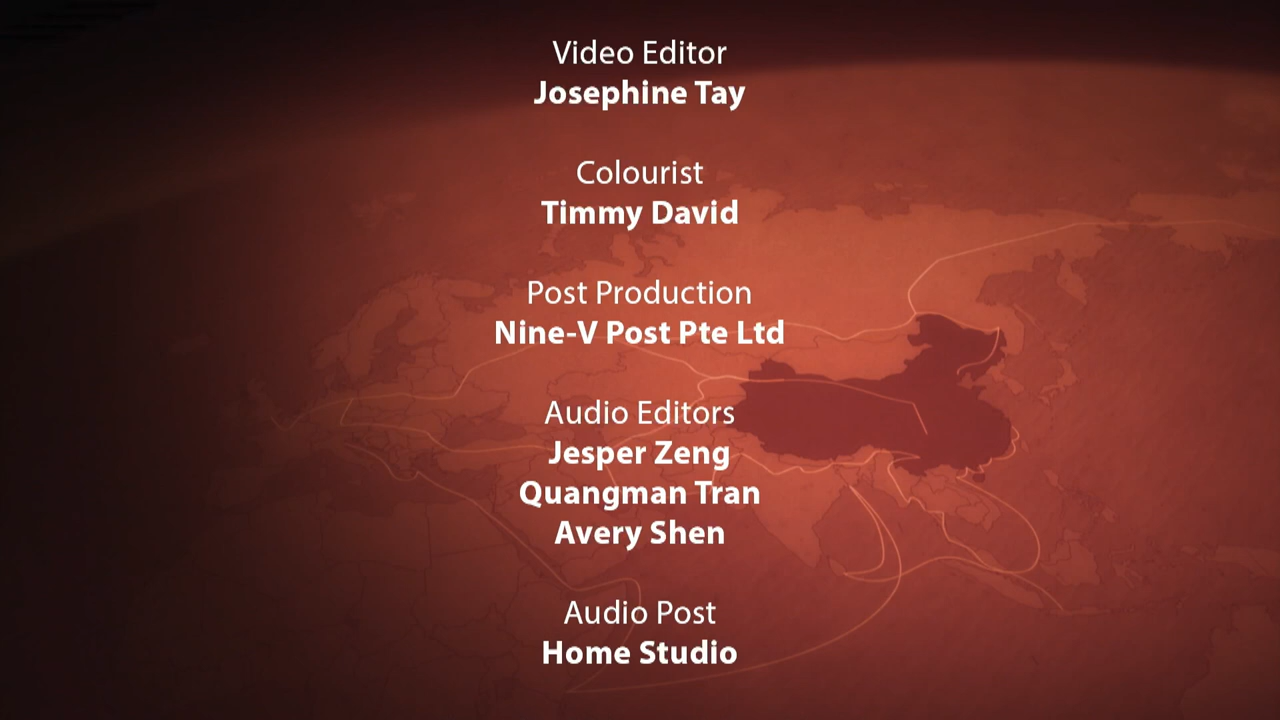 Video Editor
Josephine Tay
Colourist
Timmy David
Post Production
Nine-V Post Pte Ltd
Audio Editors
Jesper Zeng
Quangman Tran
Avery Shen
Audio Post
Home Studio